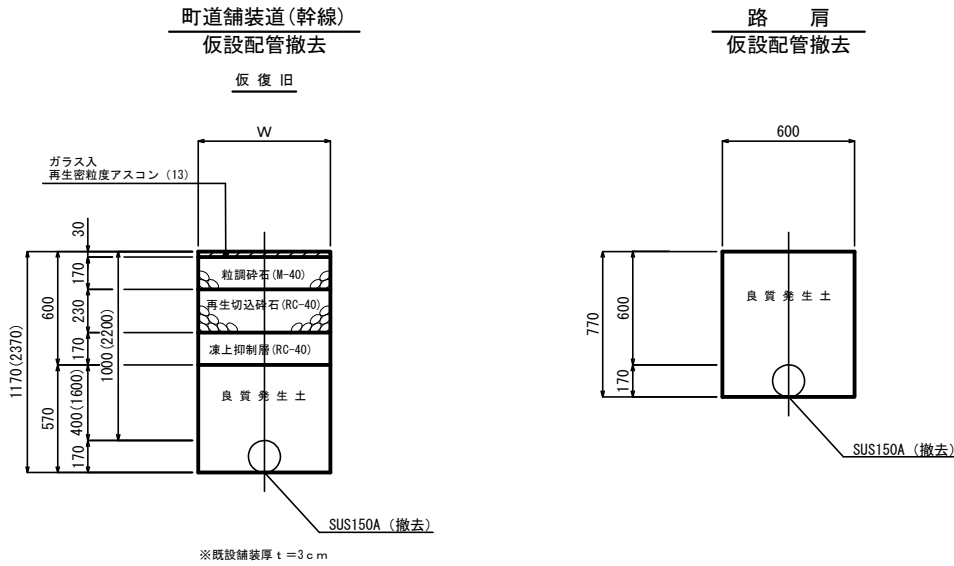 町道舗装道(幹線)
仮設配管撤去
仮復旧
W
ガラス入
再生密粒度アスコン (13)
30
170
230
170
600
570
400(1600)
170
1000(2200)
1170(2370)
粒調砕石(M-40)
再生切込砕石(RC-40)
凍上抑制層(RC-40)
良質発生土
SUS150A (撤去)
※既設舗装厚 t=3cm
路肩
仮設配管撤去
600
770
600
170
良質発生土
SUS150A (撤去)